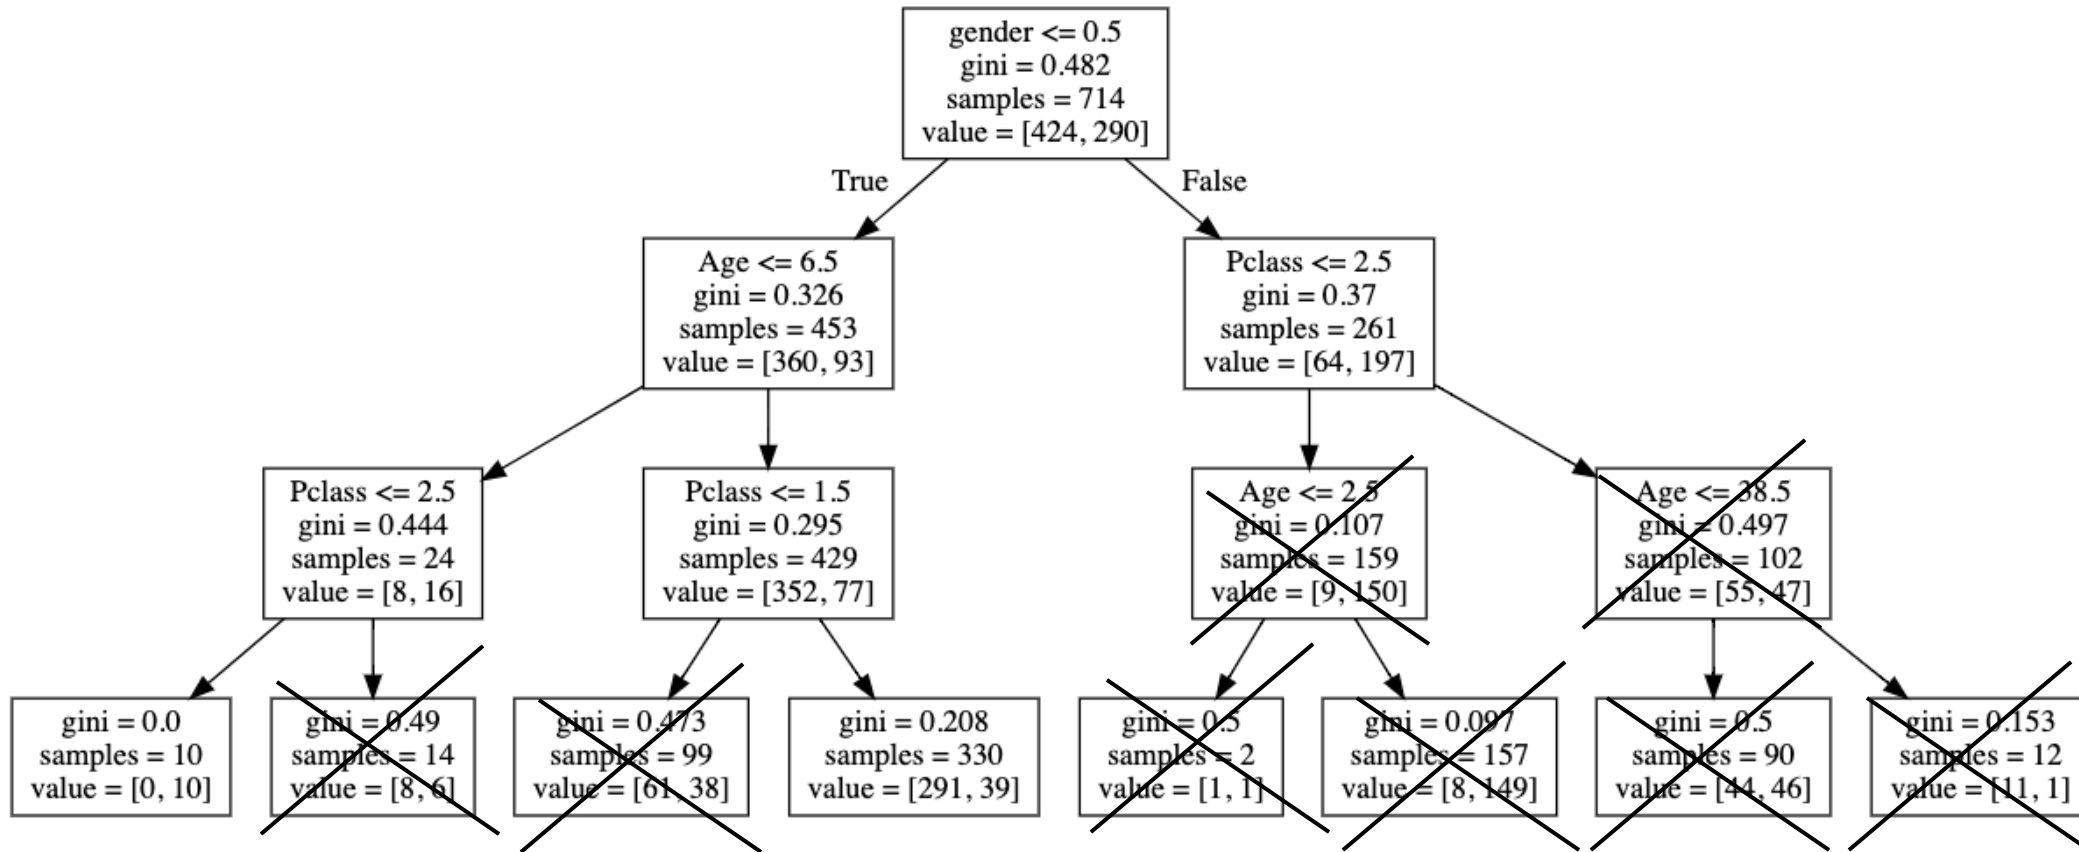 gender <= 0.5
gini = 0.482
samples = 714
value = [424, 290]
True
False
Age <= 6.5
gini = 0.326
samples = 453
value = [360, 93]
Pclass <= 2.5
gini = 0.37
samples = 261
value = [64, 197]
Pclass <= 2.5
gini = 0.444
samples = 24
value = [8, 16]
Pclass <= 1.5
gini = 0.295
samples = 429
value = [352, 77]
Age <= 2.5
gini = 0.107
samples = 159
value = [9, 150]
Age <= 38.5
gini = 0.497
samples = 102
value = [55, 47]
gini = 0.0
samples = 10
value = [0, 10]
gini = 0.49
samples = 14
value = [8, 6]
gini = 0.473
samples = 99
value = [61, 38]
gini = 0.208
samples = 330
value = [291, 39]
gini = 0.5
samples = 2
value = [1, 1]
gini = 0.097
samples = 157
value = [8, 149]
gini = 0.5
samples = 90
value = [44, 46]
gini = 0.153
samples = 12
value = [11, 1]